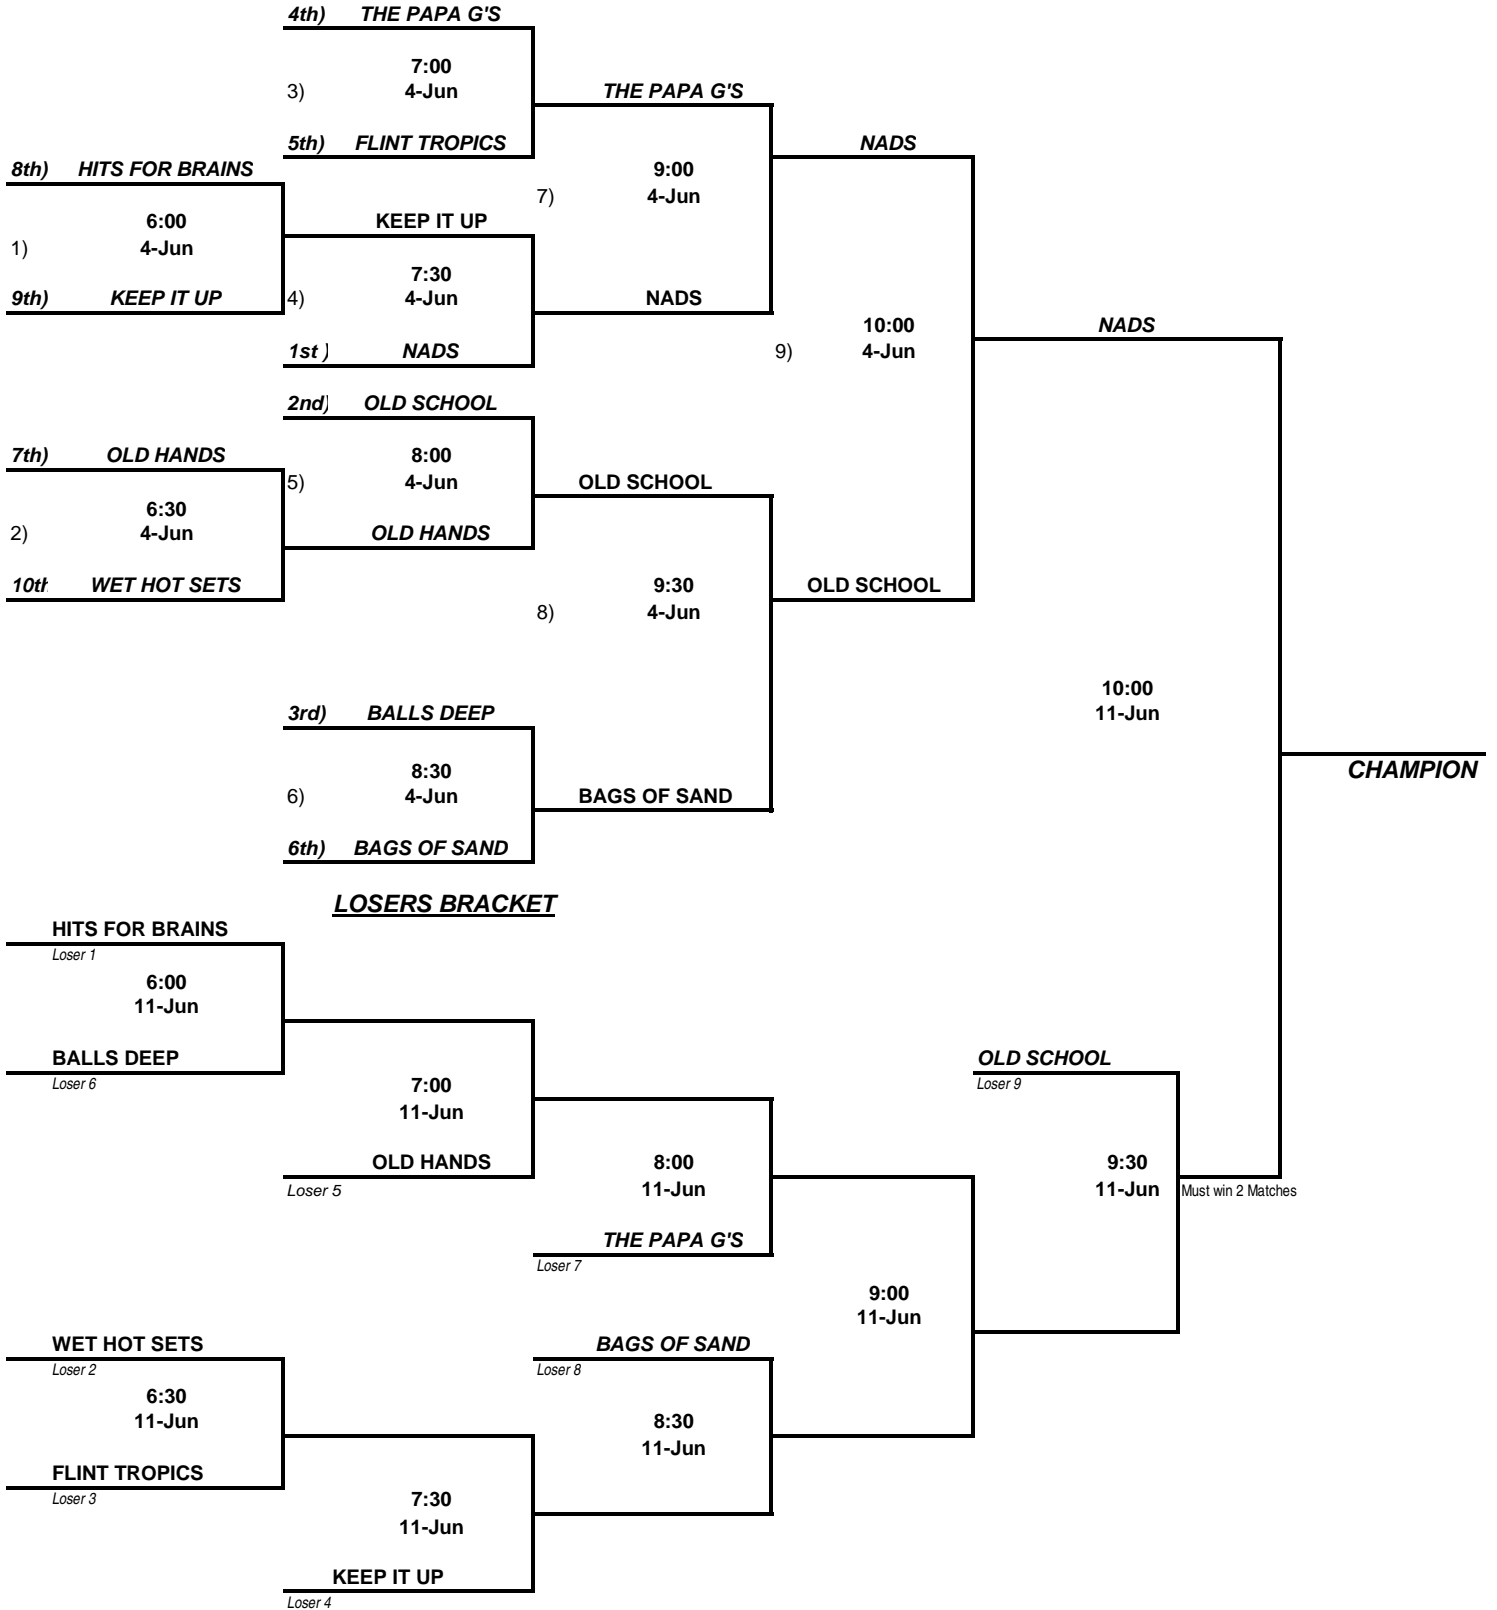 4th) THE PAPA G'S
7:00
3) 4-Jun THE PAPA G'S
5th) FLINT TROPICS NADS
8th) HITS FOR BRAINS 9:00
7) 4-Jun
6:00 KEEP IT UP
1) 4-Jun
7:30
9th) KEEP IT UP 4) 4-Jun NADS
10:00 NADS
1st ) NADS 9) 4-Jun
2nd) OLD SCHOOL
7th) OLD HANDS 8:00
5) 4-Jun OLD SCHOOL
6:30
2) 4-Jun OLD HANDS
10th WET HOT SETS 9:30 OLD SCHOOL
8) 4-Jun
10:00
3rd) BALLS DEEP 11-Jun
8:30 CHAMPION
6) 4-Jun BAGS OF SAND
6th) BAGS OF SAND
LOSERS BRACKET
HITS FOR BRAINS
Loser 1
6:00
11-Jun
BALLS DEEP OLD SCHOOL
Loser 6 7:00 Loser 9
11-Jun
OLD HANDS 8:00 9:30
Loser 5 11-Jun 11-Jun Must win 2 Matches
THE PAPA G'S
Loser 7
9:00
11-Jun
WET HOT SETS BAGS OF SAND
Loser 2 Loser 8
6:30
11-Jun 8:30
11-Jun
FLINT TROPICS
Loser 3 7:30
11-Jun
KEEP IT UP
Loser 4